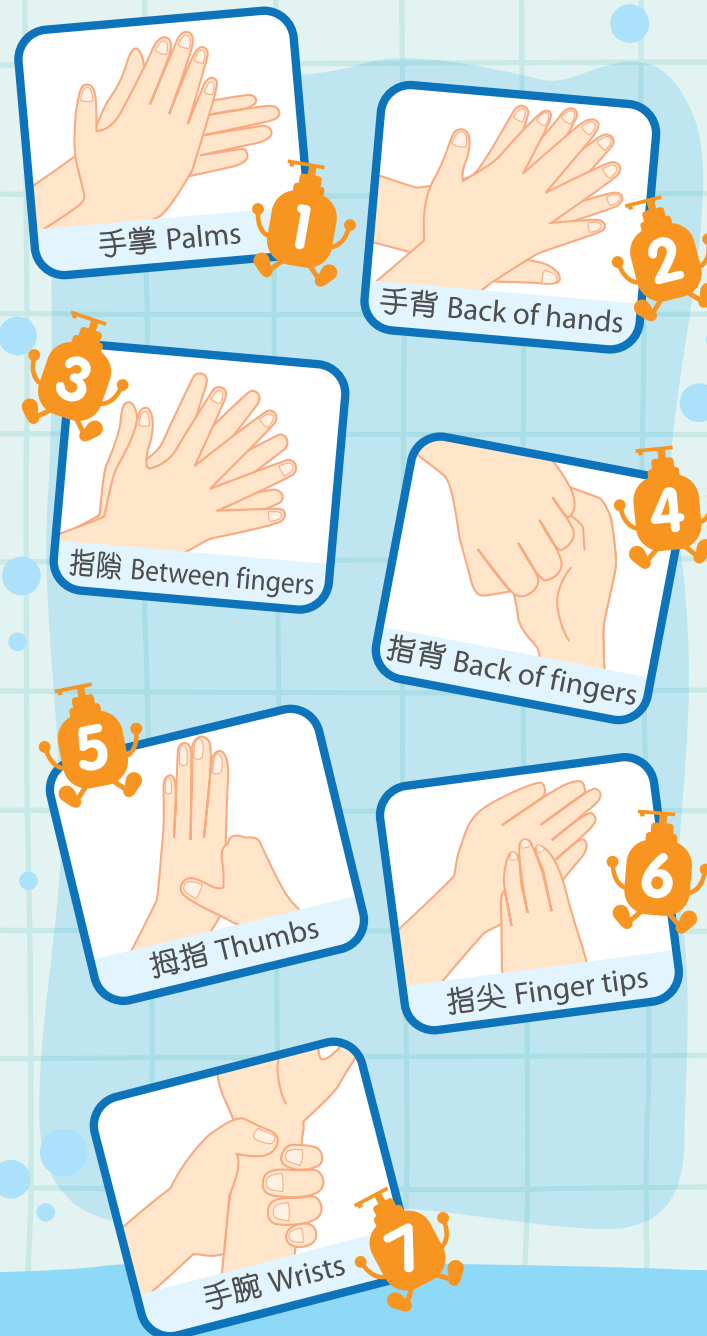 1
手掌 Palms
2
手背 Back of hands
3
指隙 Between fingers
4
指背 Back of fingers
5
拇指 Thumbs
6
指尖 Finger tips
7
手腕 Wrists